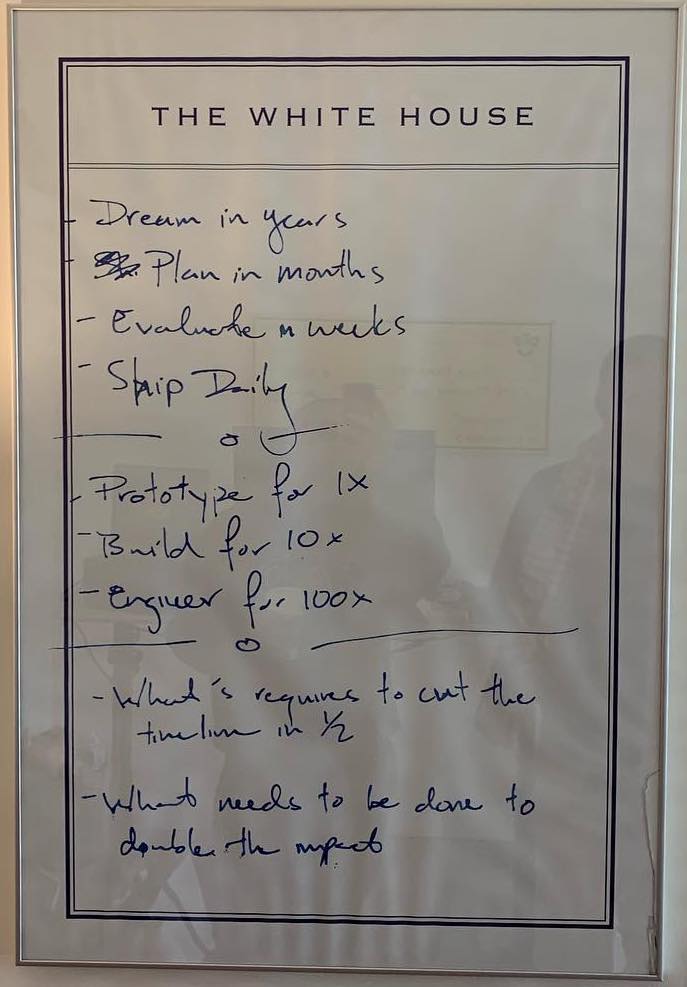 THE WHITE HOUSE
- Dream in years
- Plan in months
- Evaluate in weeks
- Ship Daily
- Prototype for 1x
- Build for 10x
- Engineer for 100x
- What's requires to cut the
timeline in 1/2
- What needs to be done to
double the impact